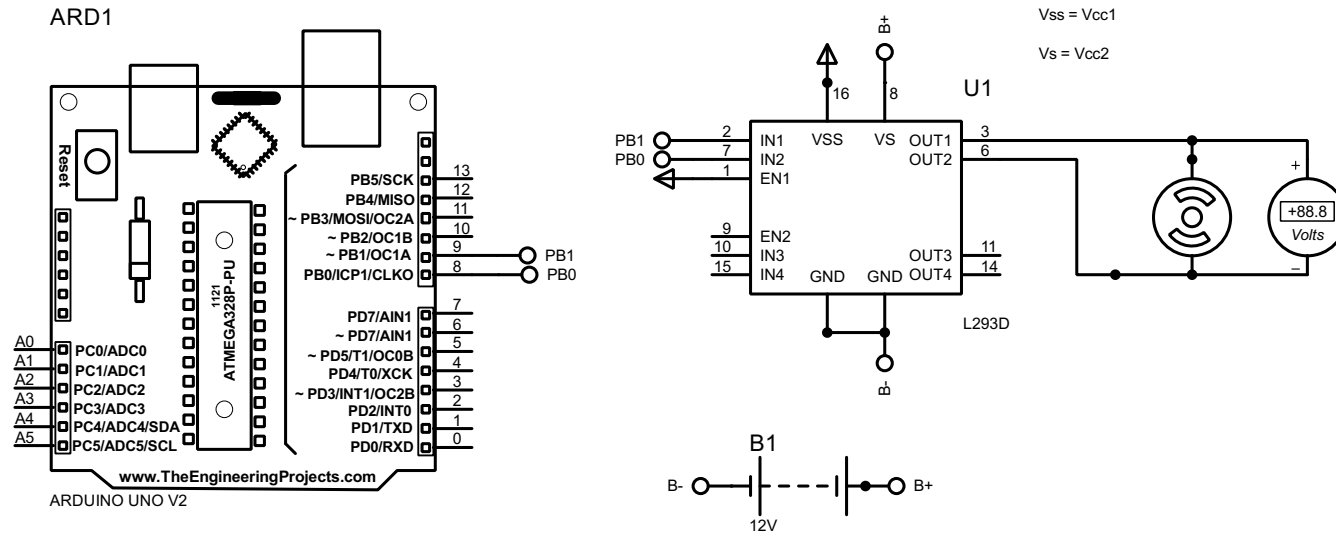 ARD1
Reset
1121
ATMEGA328P-PU
PB5/SCK 13
PB4/MISO 12
~ PB3/MOSI/OC2A 11
~ PB2/OC1B 10
~ PB1/OC1A 9 PB1
PB0/ICP1/CLKO 8 PB0
PD7/AIN1 7
~ PD7/AIN1 6
~ PD5/T1/OC0B 5
PD4/T0/XCK 4
~ PD3/INT1/OC2B 3
PD2/INT0 2
PD1/TXD 1
PD0/RXD 0
A0 PC0/ADC0
A1 PC1/ADC1
A2 PC2/ADC2
A3 PC3/ADC3
A4 PC4/ADC4/SDA
A5 PC5/ADC5/SCL
www.TheEngineeringProjects.com
ARDUINO UNO V2
Vss = Vcc1
Vs = Vcc2
B+
U1
16 8
VSS VS
PB1 2 IN1
PB0 7 IN2
1 EN1
9 EN2
10 IN3
15 IN4
OUT1 3
OUT2 6
OUT3 11
OUT4 14
GND GND
L293D
B-
+
+88.8
Volts
−
B1
B- B+
12V